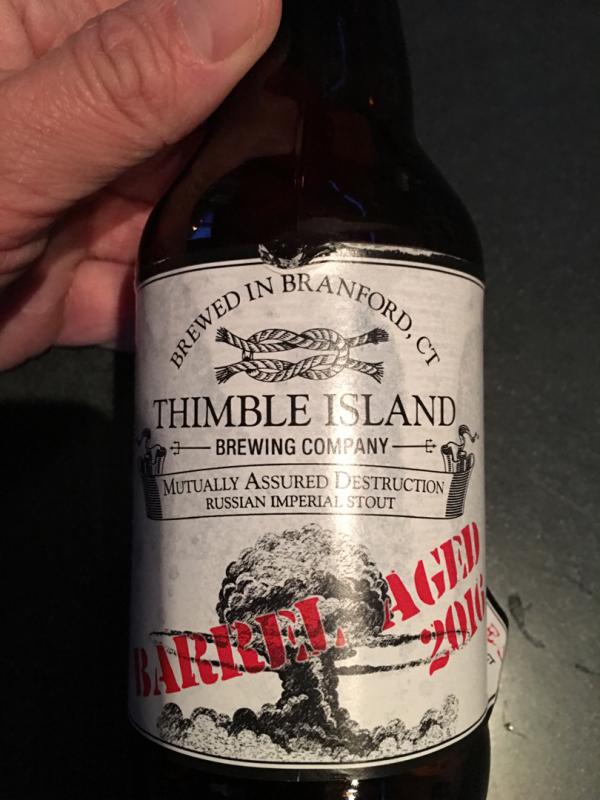 BREWED IN BRANFORD, CT
THIMBLE ISLAND
BREWING COMPANY
MUTUALLY ASSURED DESTRUCTION
RUSSIAN IMPERIAL STOUT
BARREL AGED
2016